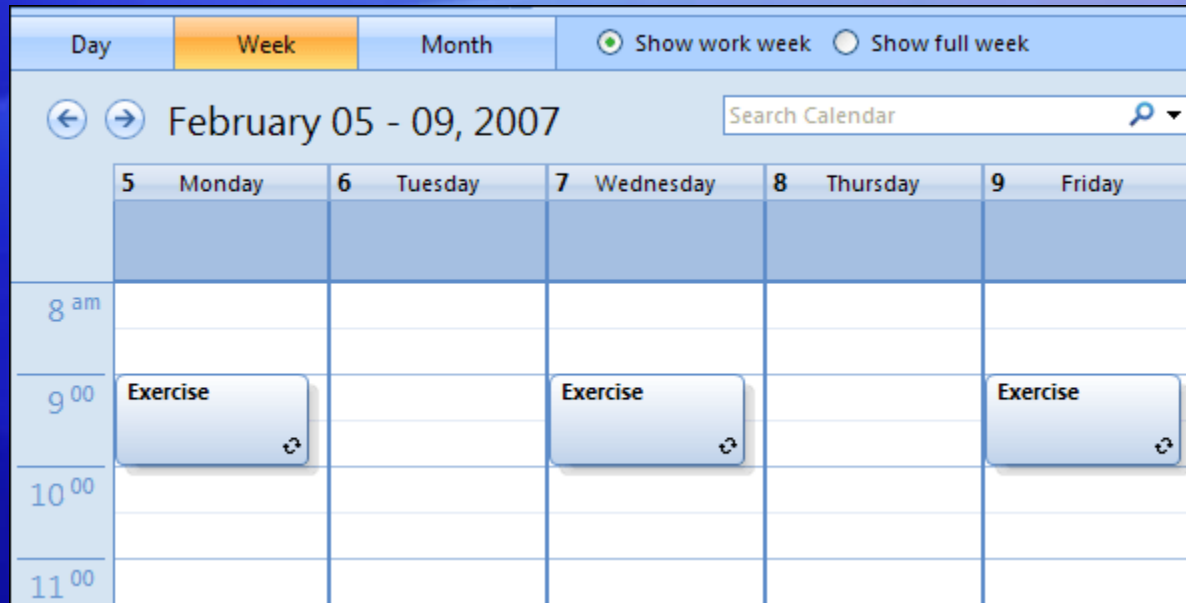 Day Week Month Show work week Show full week
February 05 - 09, 2007 Search Calendar
5 Monday 6 Tuesday 7 Wednesday 8 Thursday 9 Friday
8 am
9 00 Exercise Exercise Exercise
10 00
11 00